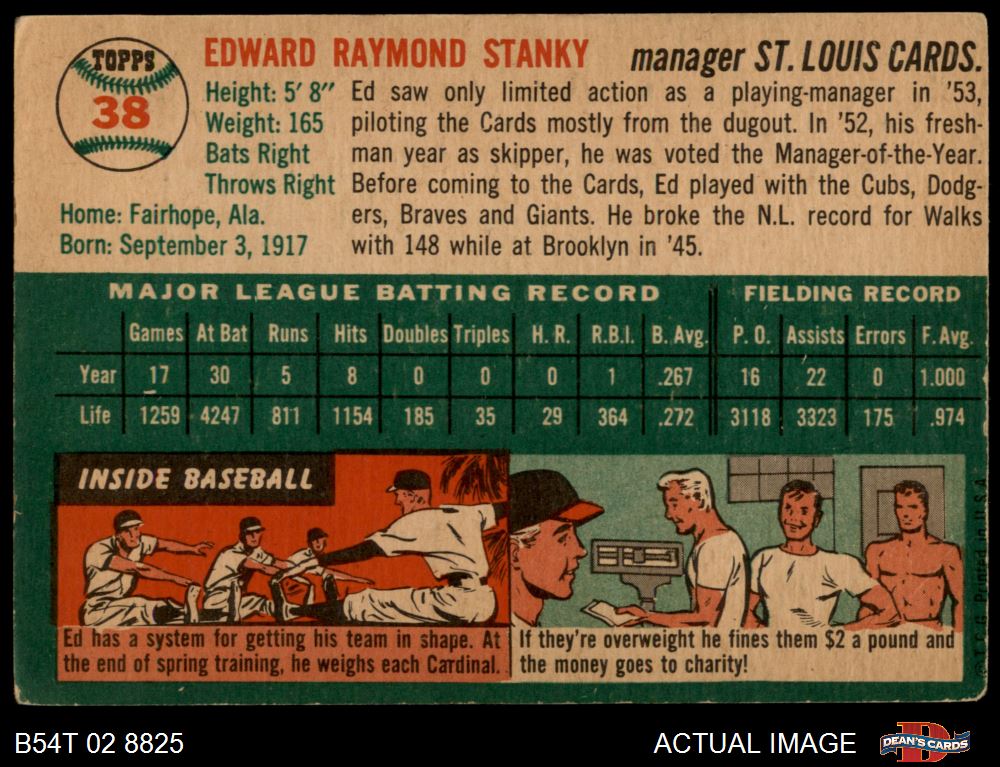 TOPPS
38
EDWARD RAYMOND STANKY manager ST. LOUIS CARDS.
Height: 5' 8"
Weight: 165
Bats Right
Throws Right
Home: Fairhope, Ala.
Born: September 3, 1917
Ed saw only limited action as a playing-manager in '53,
piloting the Cards mostly from the dugout. In '52, his fresh-
man year as skipper, he was voted the Manager-of-the-Year.
Before coming to the Cards, Ed played with the Cubs, Dodg-
ers, Braves and Giants. He broke the N.L. record for Walks
with 148 while at Brooklyn in '45.
MAJOR LEAGUE BATTING RECORD FIELDING RECORD
Games At Bat Runs Hits Doubles Triples H. R. R.B.I. B. Avg. P. O. Assists Errors F. Avg.
Year 17 30 5 8 0 0 0 1 .267 16 22 0 1.000
Life 1259 4247 811 1154 185 35 29 364 .272 3118 3323 175 .974
INSIDE BASEBALL
Ed has a system for getting his team in shape. At
the end of spring training, he weighs each Cardinal.
If they're overweight he fines them $2 a pound and
the money goes to charity!
© T. C. G. Printed in U. S. A.
B54T 02 8825
ACTUAL IMAGE
DEAN'S CARDS